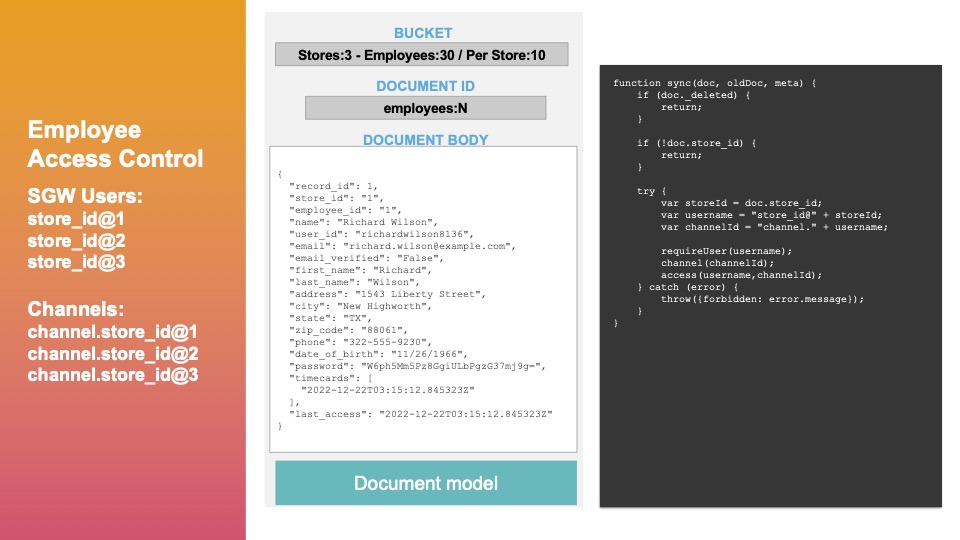 Employee
Access Control
SGW Users:
store_id@1
store_id@2
store_id@3
Channels:
channel.store_id@1
channel.store_id@2
channel.store_id@3
BUCKET
Stores:3 - Employees:30 / Per Store:10
DOCUMENT ID
employees:N
DOCUMENT BODY
{
  "record_id": 1,
  "store_id": "1",
  "employee_id": "1",
  "name": "Richard Wilson",
  "user_id": "richardwilson8136",
  "email": "richard.wilson@example.com",
  "email_verified": "False",
  "first_name": "Richard",
  "last_name": "Wilson",
  "address": "1543 Liberty Street",
  "city": "New Highworth",
  "state": "TX",
  "zip_code": "88061",
  "phone": "322-555-9230",
  "date_of_birth": "11/26/1966",
  "password": "W6ph5Mm5Pz8GgiULbPgzG37mj9g=",
  "timecards": [
    "2022-12-22T03:15:12.845323Z"
  ],
  "last_access": "2022-12-22T03:15:12.845323Z"
}
Document model
function sync(doc, oldDoc, meta) {
    if (doc._deleted) {
        return;
    }
    if (!doc.store_id) {
        return;
    }
    try {
        var storeId = doc.store_id;
        var username = "store_id@" + storeId;
        var channelId = "channel." + username;
        requireUser(username);
        channel(channelId);
        access(username,channelId);
    } catch (error) {
        throw({forbidden: error.message});
    }
}